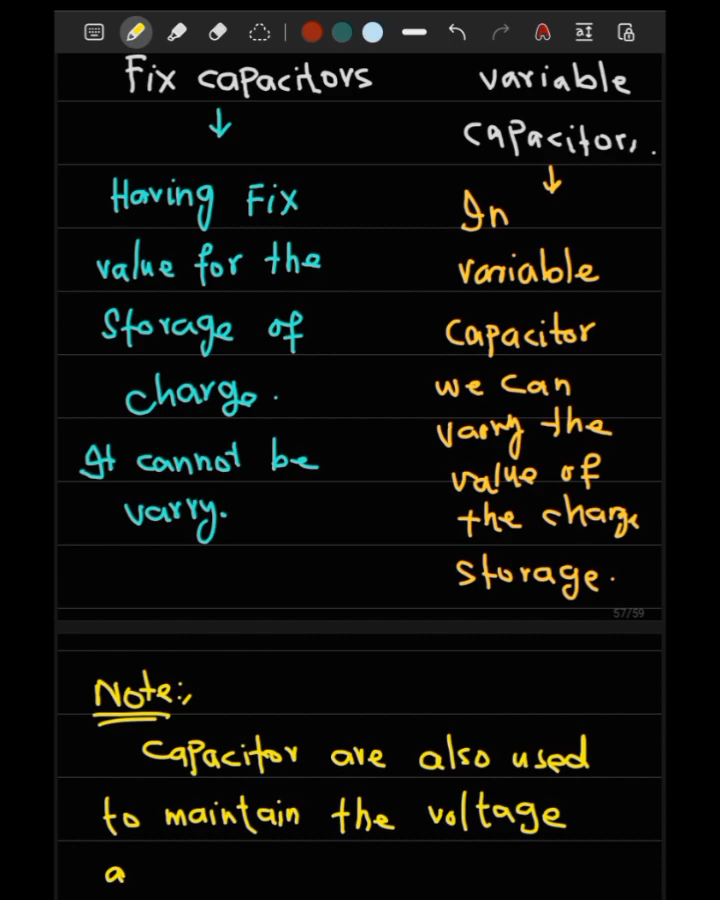 Fix capacitors
↓
Having Fix
value for the
Storage of
charge.
It cannot be
varry.
variable
capacitor,.
↓
In
variable
capacitor
we can
varry the
value of
the charge
storage.
57/59
Note:,
capacitor are also used
to maintain the voltage
a